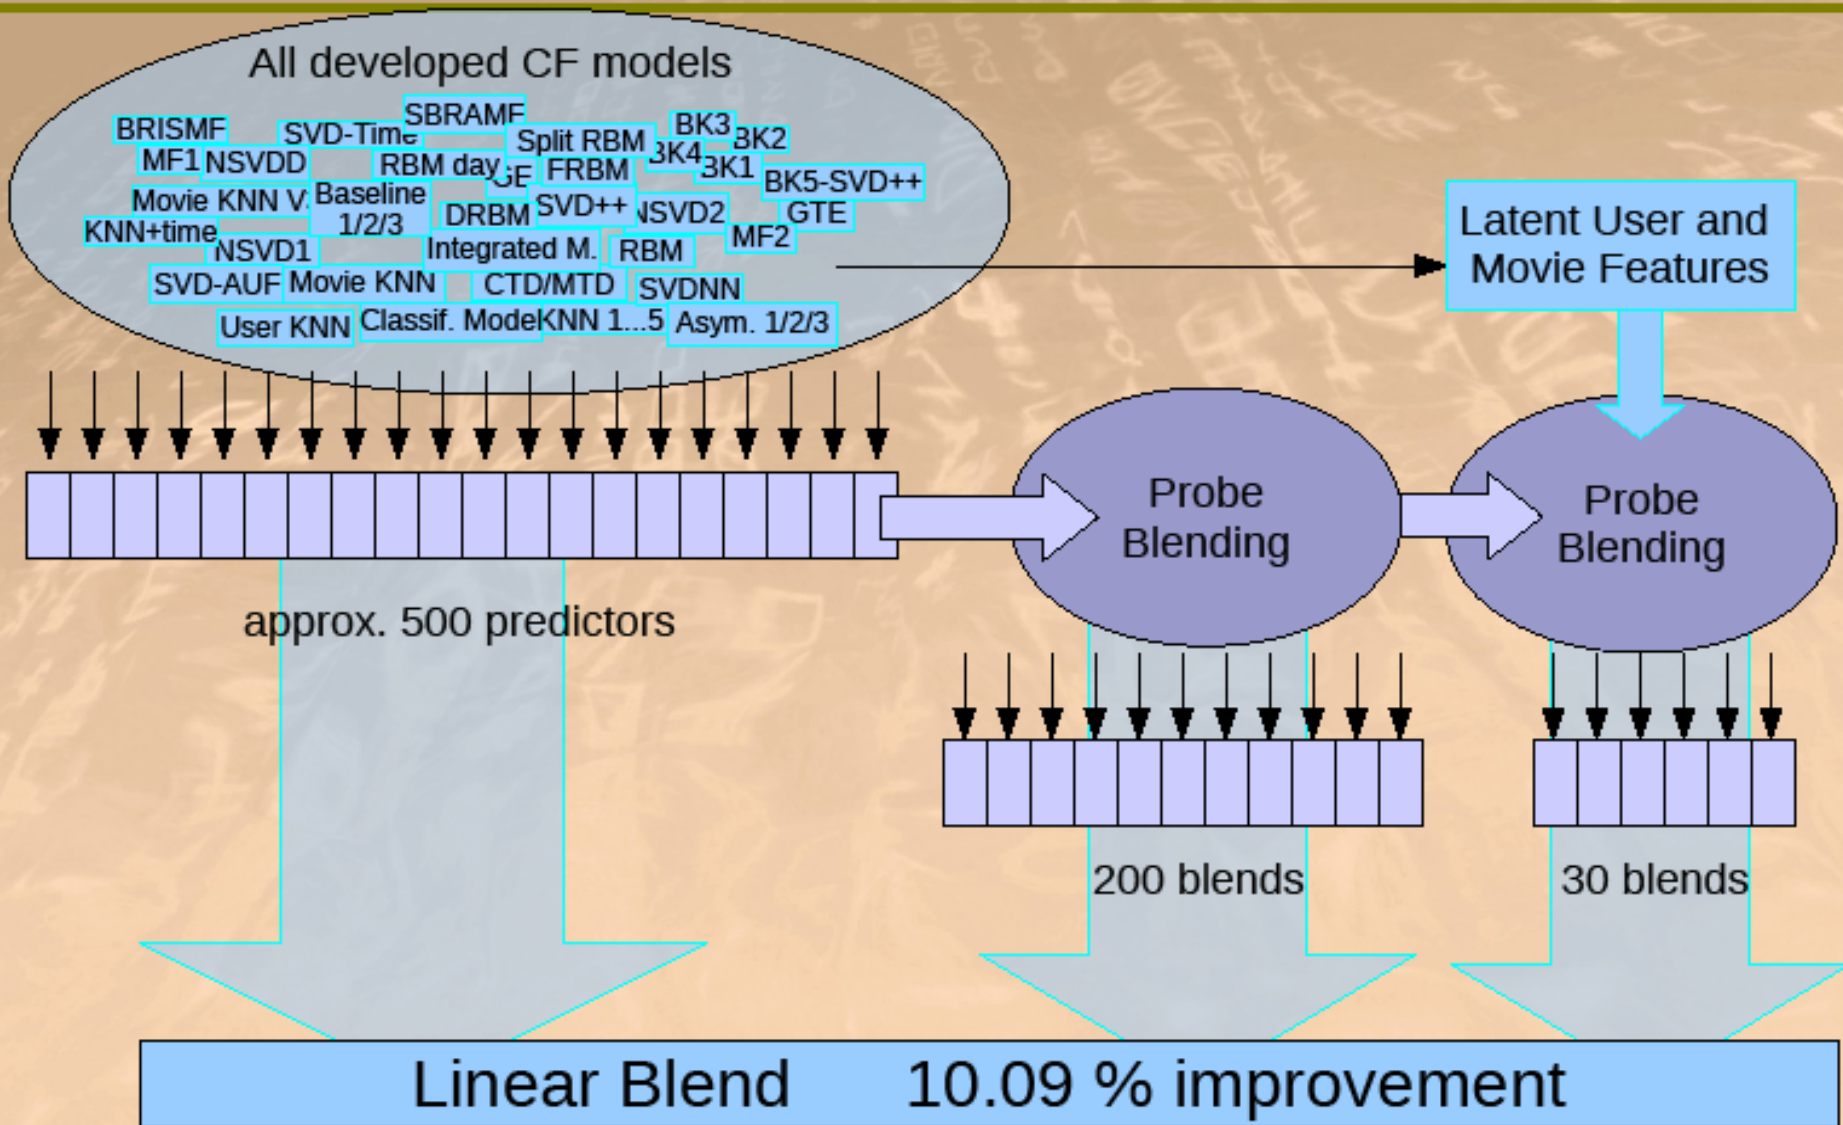 All developed CF models
SBRAMF
BRISMF
SVD-Time
Split RBM
BK3
BK2
MF1
NSVDD
RBM day
GE
FRBM
BK4
BK1
BK5-SVD++
Movie KNN V
Baseline
1/2/3
DRBM
SVD++
NSVD2
GTE
KNN+time
NSVD1
Integrated M.
RBM
MF2
SVD-AUF
Movie KNN
CTD/MTD
SVDNN
User KNN
Classif. Model
KNN 1...5
Asym. 1/2/3
Latent User and
Movie Features
Probe
Blending
Probe
Blending
approx. 500 predictors
200 blends
30 blends
Linear Blend 10.09 % improvement